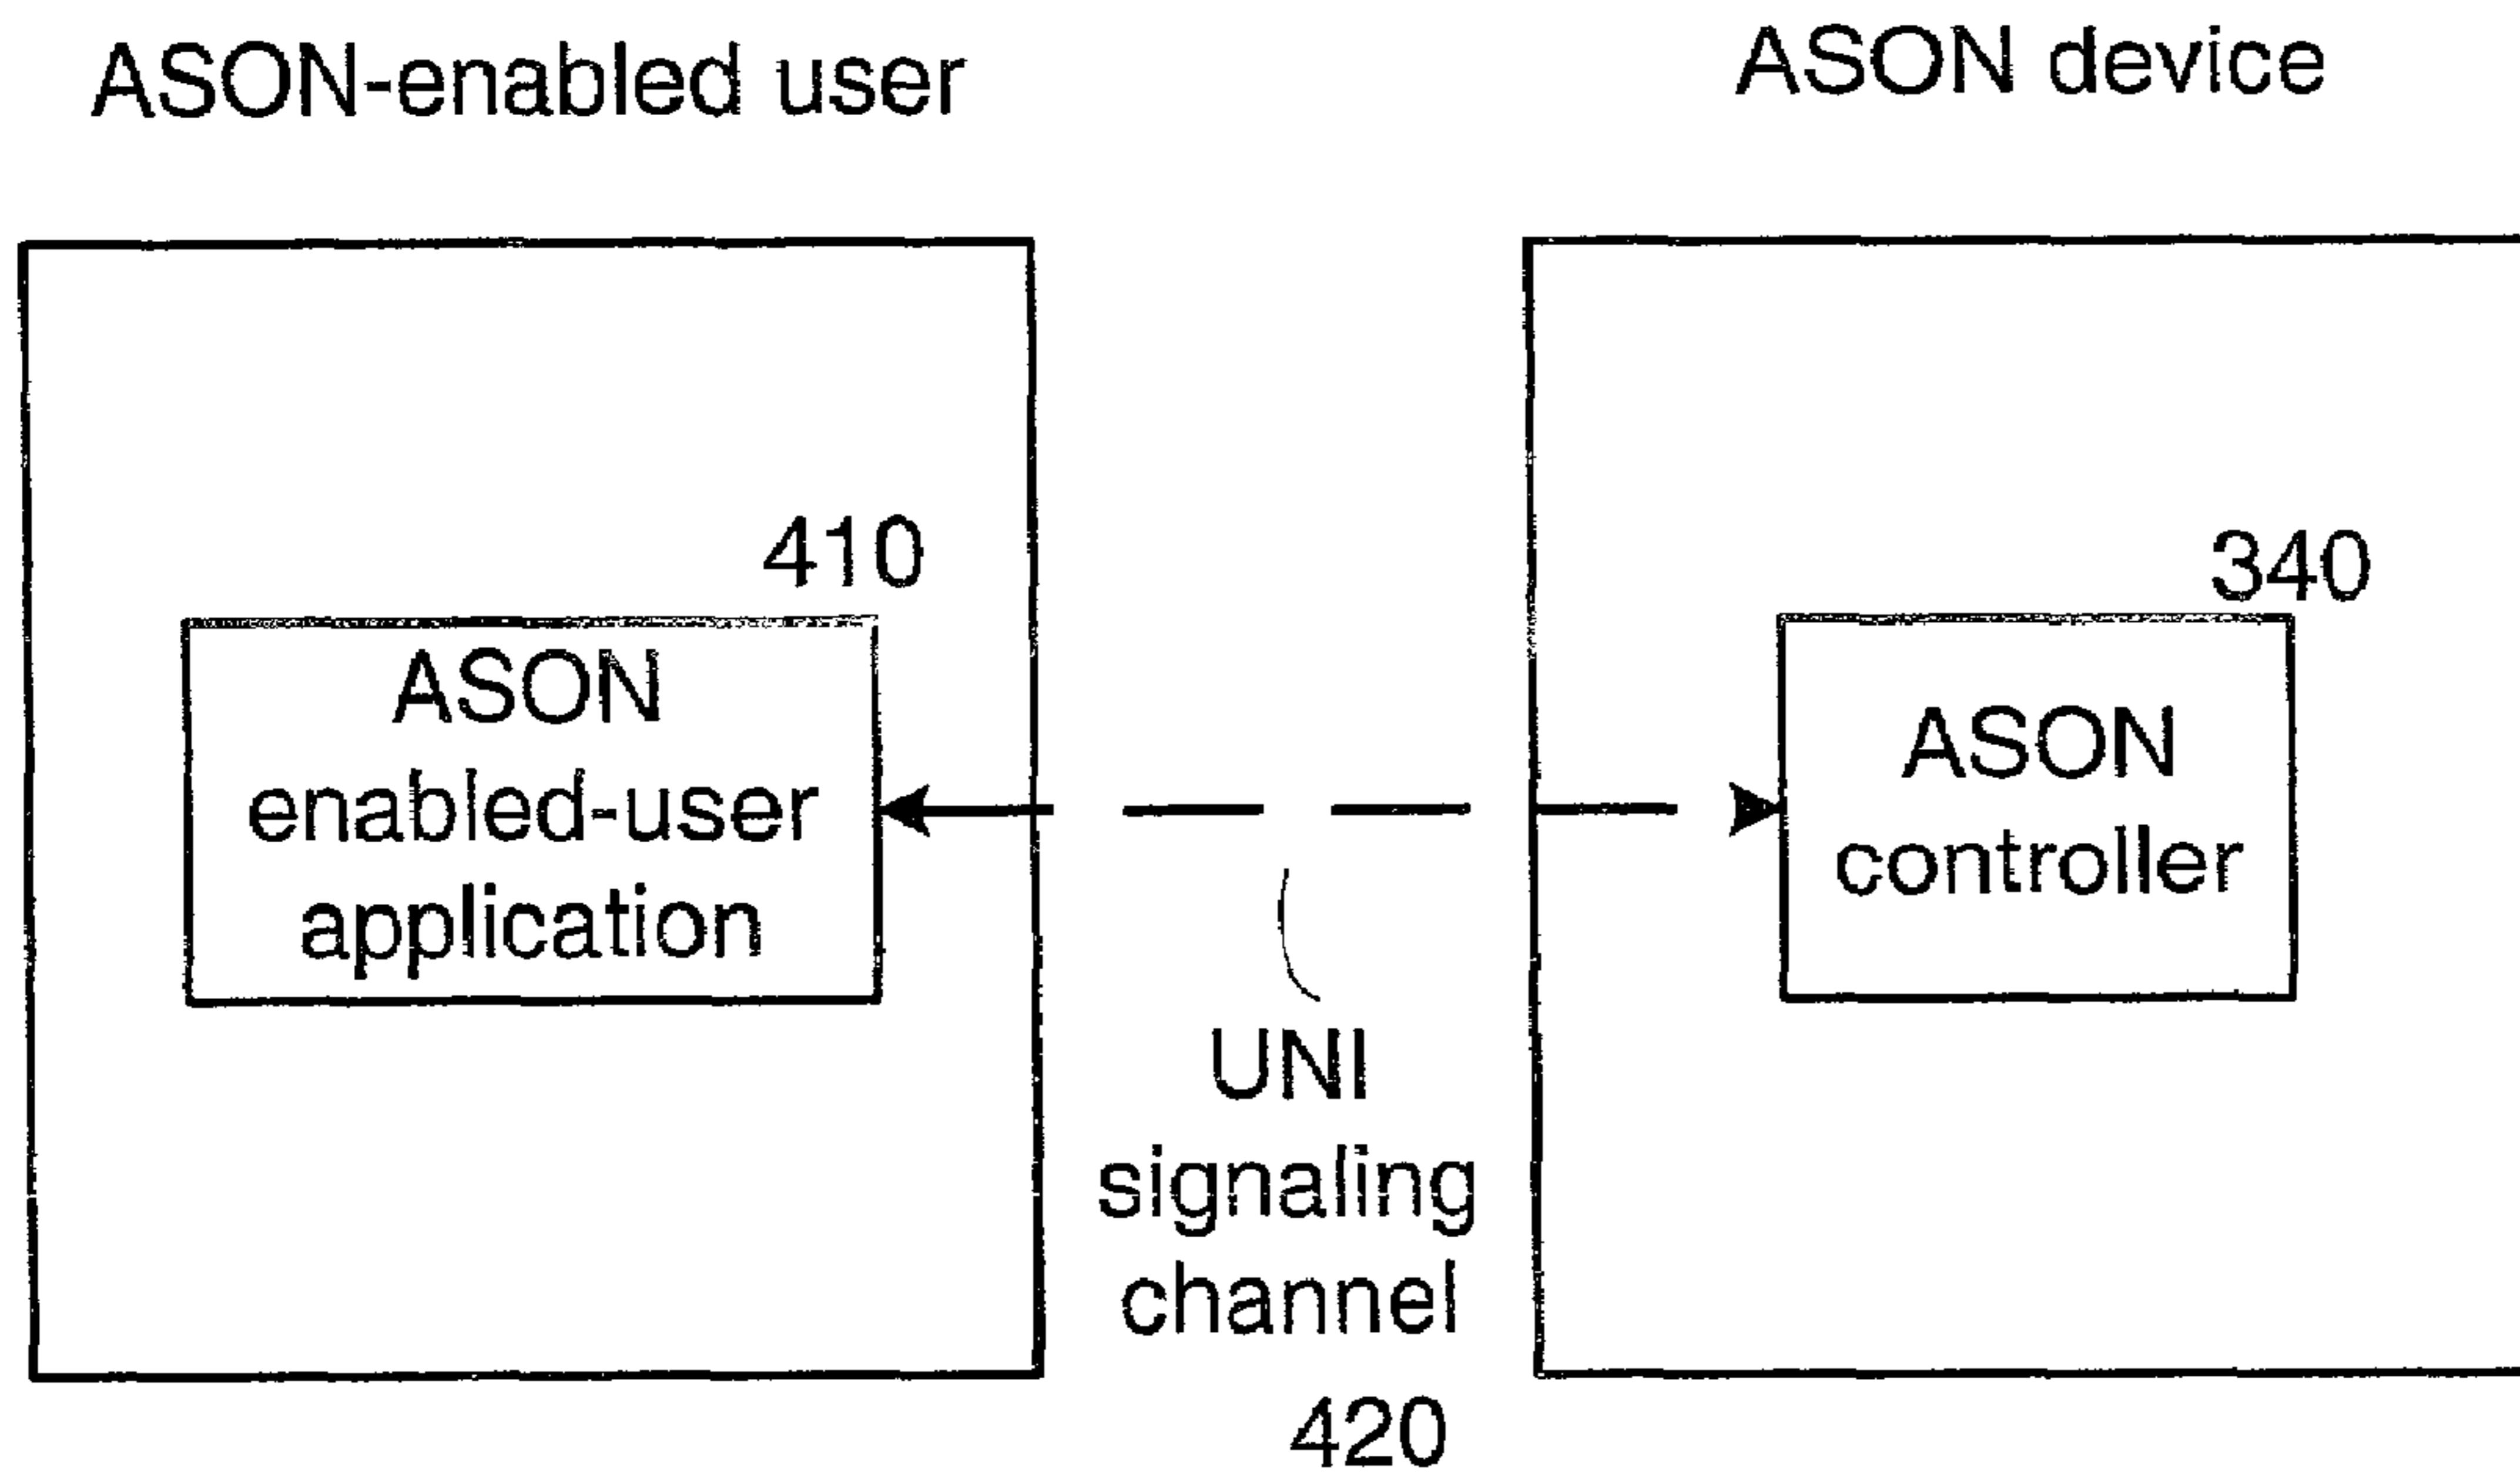 ASON-enabled user
ASON device
410
ASON
enabled-user
application
340
ASON
controller
UNI
signaling
channel
420